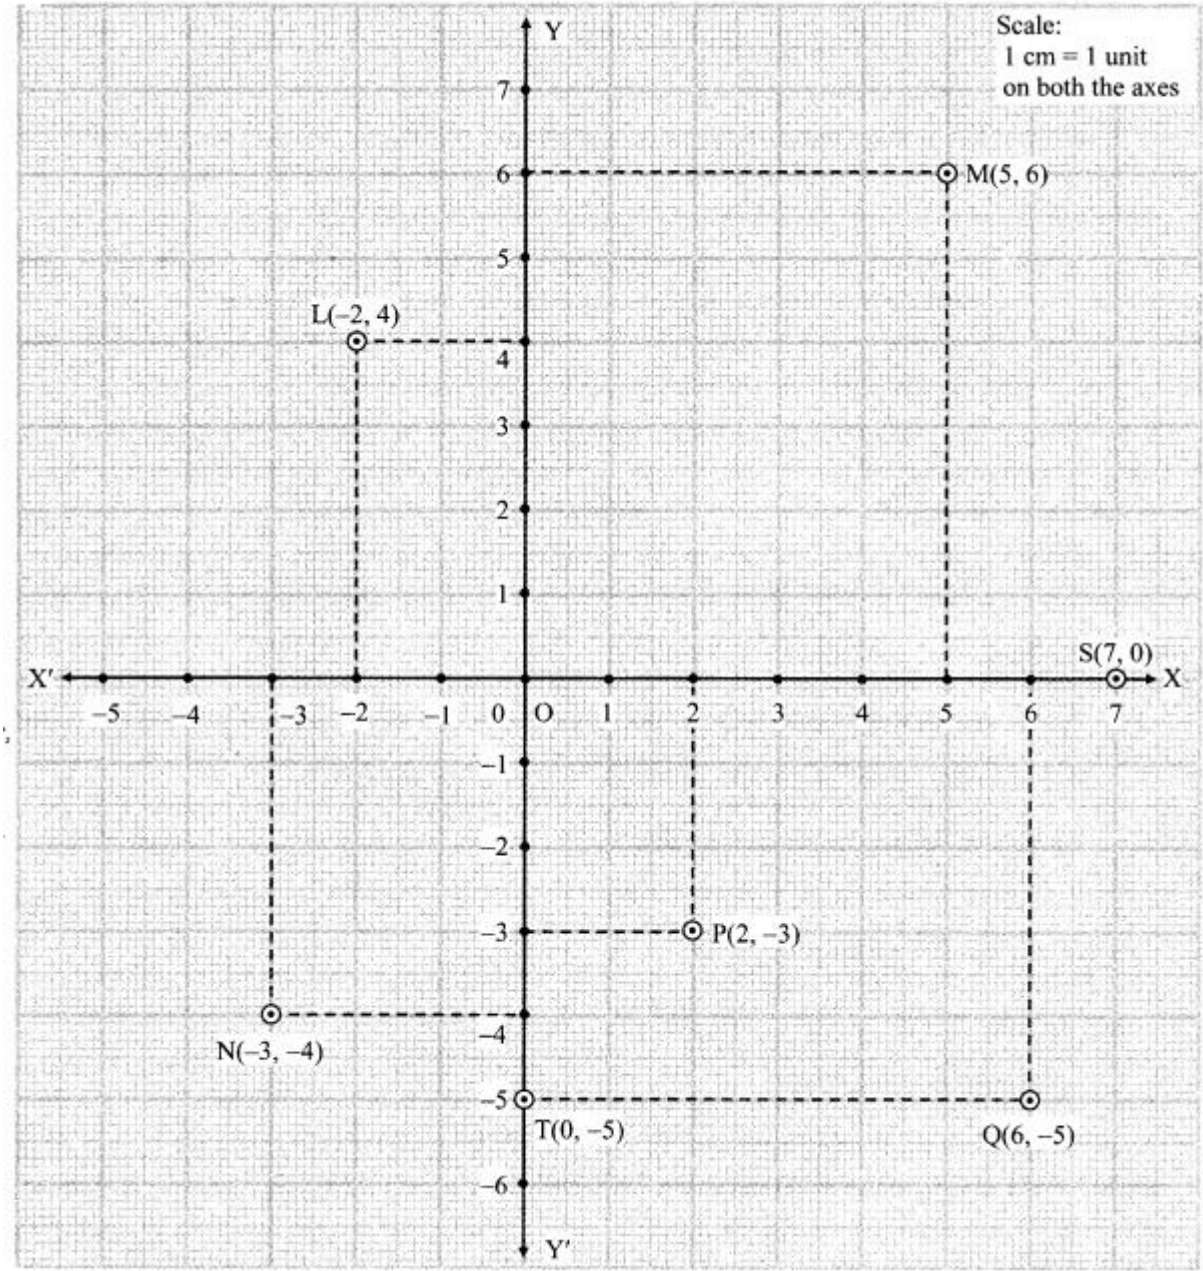 Y
Scale:
1 cm = 1 unit
on both the axes
7
6
M(5, 6)
5
L(–2, 4)
4
3
2
1
S(7, 0)
X′
X
–5 –4 –3 –2 –1 0 O 1 2 3 4 5 6 7
–1
–2
–3
P(2, –3)
–4
N(–3, –4)
–5
T(0, –5)
Q(6, –5)
–6
Y′